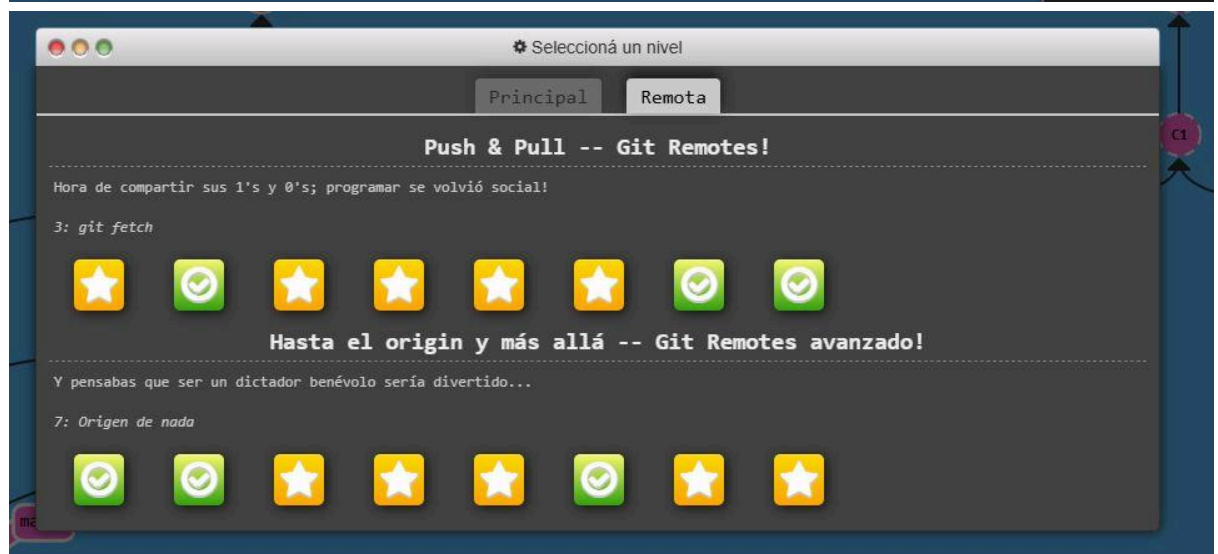 Seleccioná un nivel
Principal Remota
Push & Pull -- Git Remotes!
Hora de compartir sus 1's y 0's; programar se volvió social!
3: git fetch
Hasta el origin y más allá -- Git Remotes avanzado!
Y pensabas que ser un dictador benévolo sería divertido...
7: Origen de nada
C1
ma